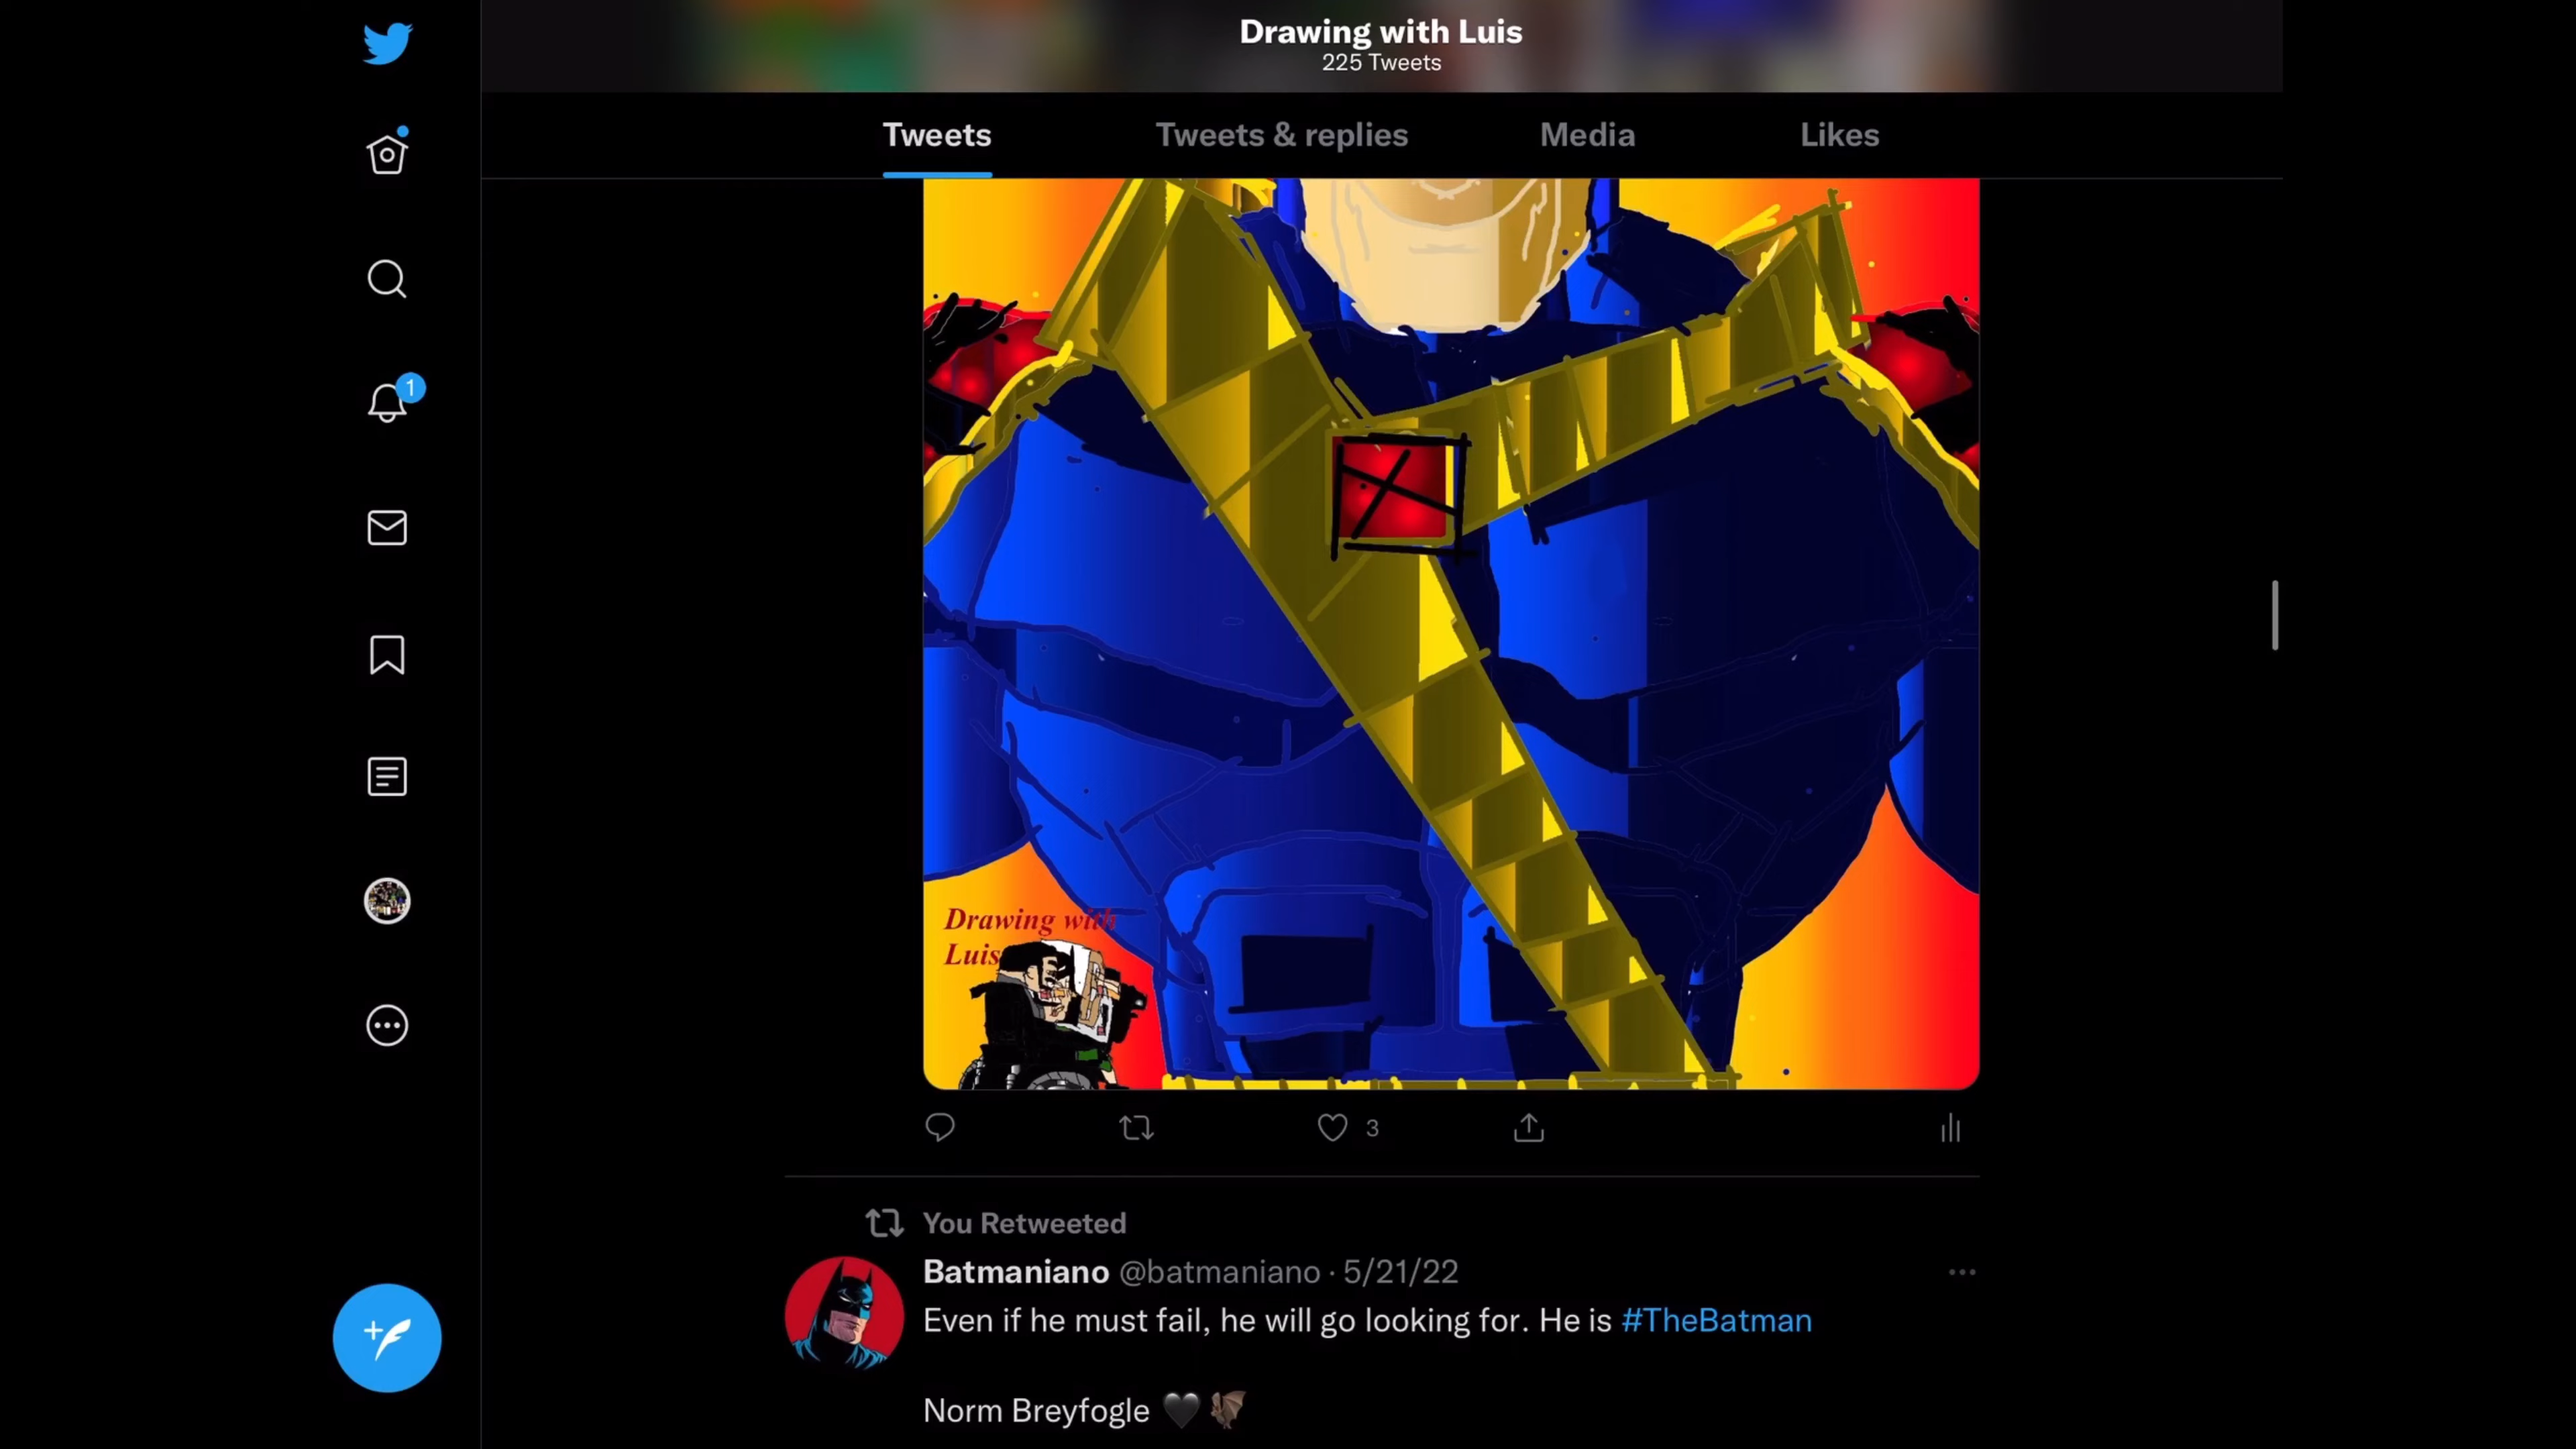 Drawing with Luis
225 Tweets
Tweets
Tweets & replies
Media
Likes
1
Drawing with
Luis
3
You Retweeted
Batmaniano @batmaniano · 5/21/22
Even if he must fail, he will go looking for. He is #TheBatman
Norm Breyfogle 🖤 🦇